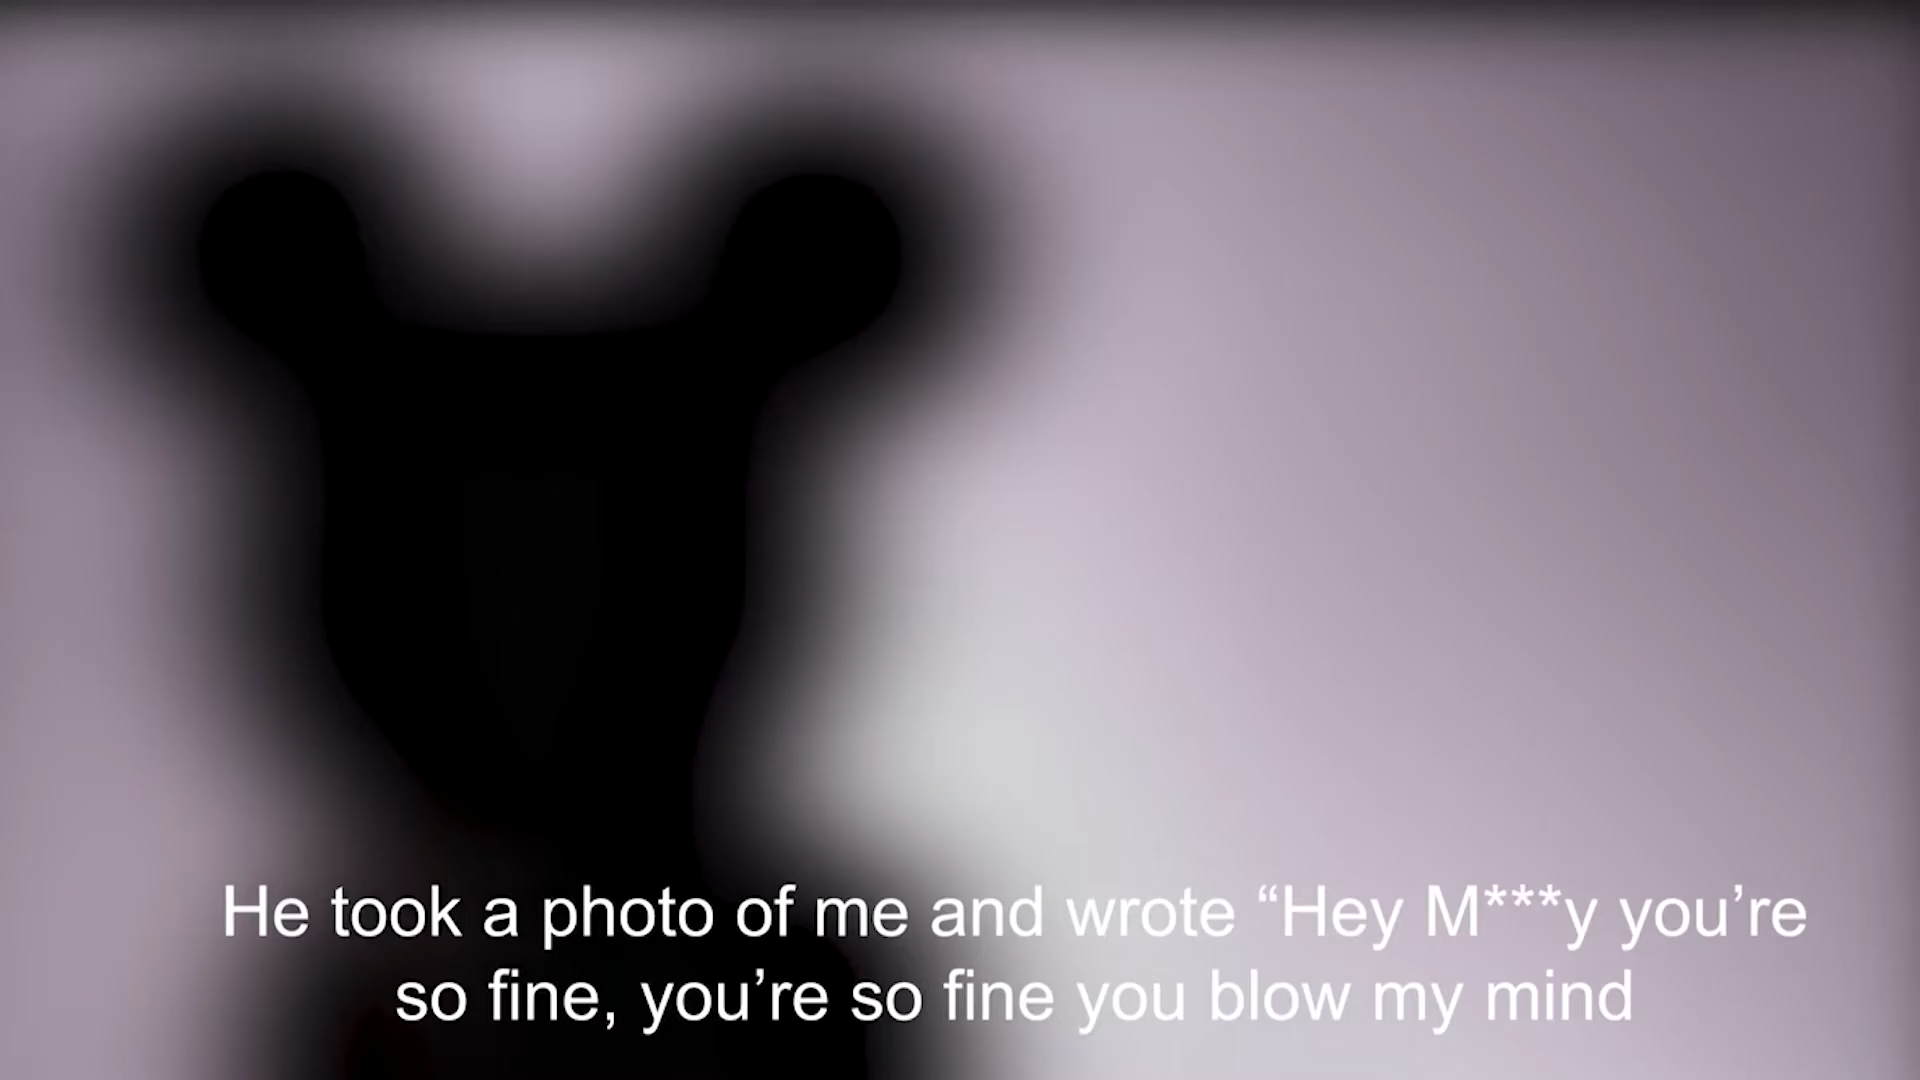 He took a photo of me and wrote “Hey M***y you’re
so fine, you’re so fine you blow my mind